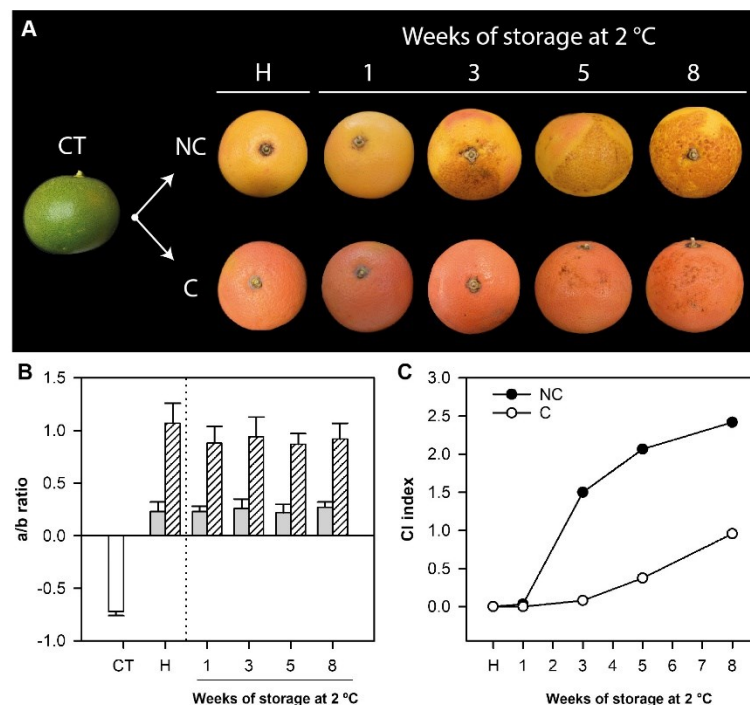 A
Weeks of storage at 2 °C
H 1 3 5 8
CT NC
C
B
1.5
1.0
0.5
0.0
-0.5
-1.0
a/b ratio
CT H 1 3 5 8
Weeks of storage at 2 ºC
C
3.0
2.5
2.0
1.5
1.0
0.5
0.0
CI index
NC
C
H 1 2 3 4 5 6 7 8
Weeks of storage at 2 ºC